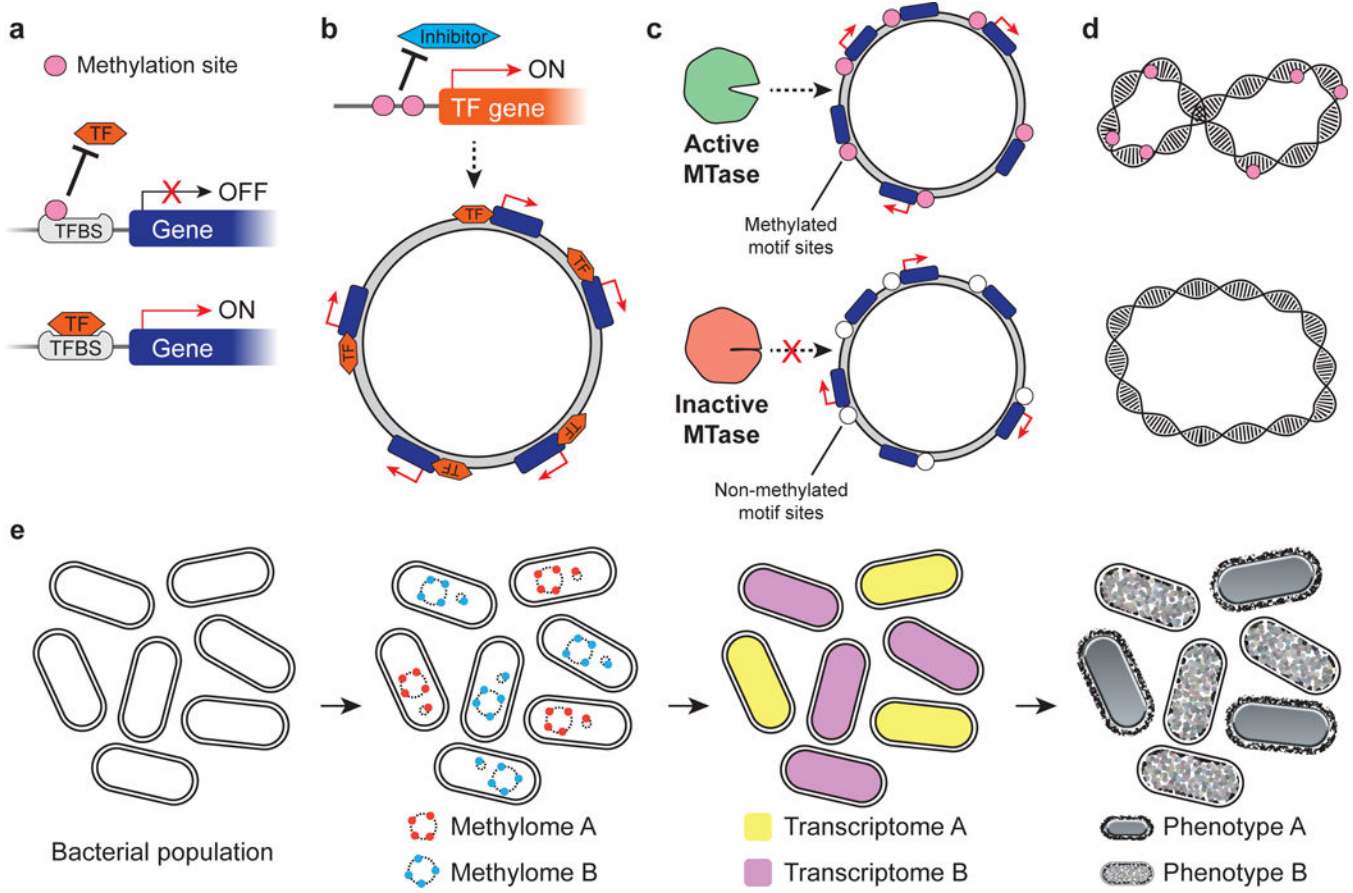 a
Methylation site
TF
OFF
TFBS
Gene
ON
TF
TFBS
Gene
b
Inhibitor
ON
TF gene
TF
TF
TF
TF
TF
c
Active
MTase
Methylated
motif sites
Inactive
MTase
Non-methylated
motif sites
d
e
Bacterial population
Methylome A
Methylome B
Transcriptome A
Transcriptome B
Phenotype A
Phenotype B